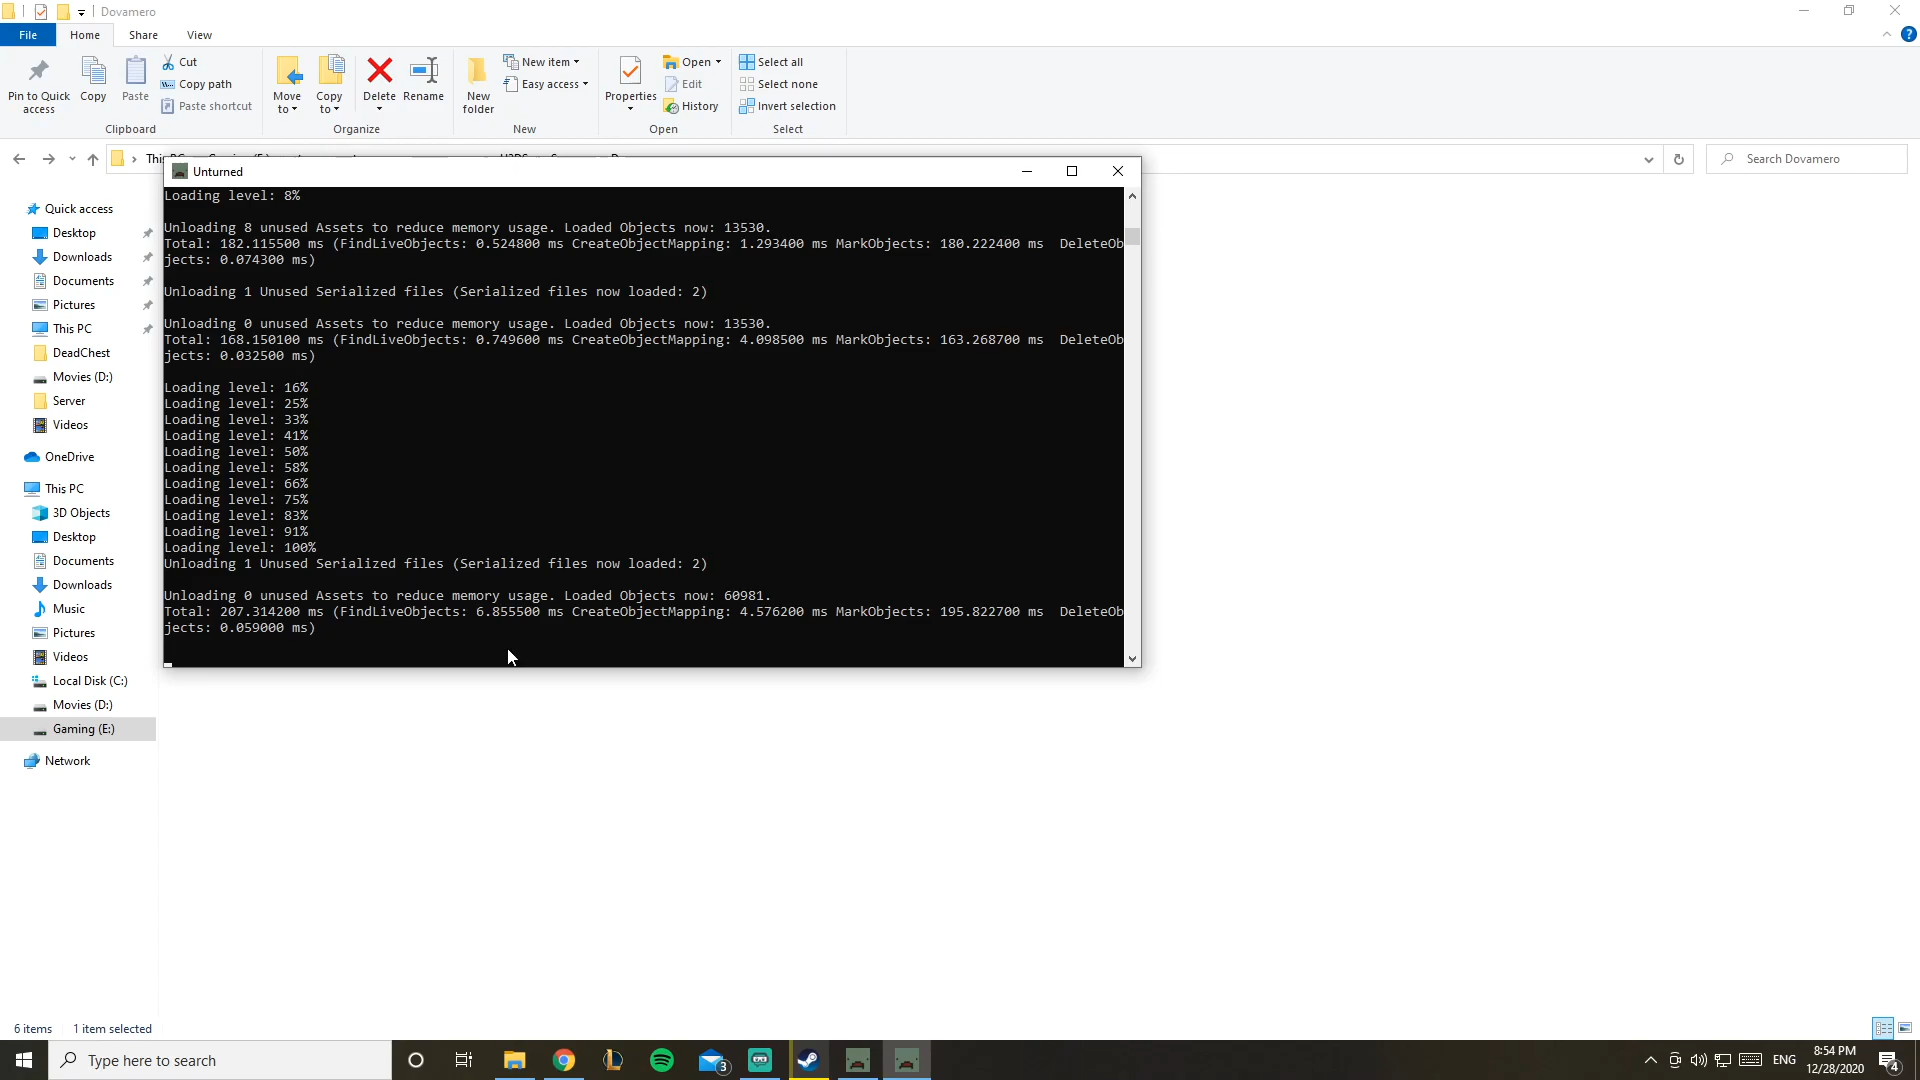 Dovamero
File
Home
Share
View
Pin to Quick access
Copy
Paste
Cut
Copy path
Paste shortcut
Clipboard
Move to
Copy to
Delete
Rename
Organize
New folder
New item
Easy access
New
Properties
Open
Edit
History
Open
Select all
Select none
Invert selection
Select
Search Dovamero
Quick access
Desktop
Downloads
Documents
Pictures
This PC
DeadChest
Movies (D:)
Server
Videos
OneDrive
This PC
3D Objects
Desktop
Documents
Downloads
Music
Pictures
Videos
Local Disk (C:)
Movies (D:)
Gaming (E:)
Network
Unturned
Loading level: 8%
Unloading 8 unused Assets to reduce memory usage. Loaded Objects now: 13530.
Total: 182.115500 ms (FindLiveObjects: 0.524800 ms CreateObjectMapping: 1.293400 ms MarkObjects: 180.222400 ms  DeleteOb
jects: 0.074300 ms)
Unloading 1 Unused Serialized files (Serialized files now loaded: 2)
Unloading 0 unused Assets to reduce memory usage. Loaded Objects now: 13530.
Total: 168.150100 ms (FindLiveObjects: 0.749600 ms CreateObjectMapping: 4.098500 ms MarkObjects: 163.268700 ms  DeleteOb
jects: 0.032500 ms)
Loading level: 16%
Loading level: 25%
Loading level: 33%
Loading level: 41%
Loading level: 50%
Loading level: 58%
Loading level: 66%
Loading level: 75%
Loading level: 83%
Loading level: 91%
Loading level: 100%
Unloading 1 Unused Serialized files (Serialized files now loaded: 2)
Unloading 0 unused Assets to reduce memory usage. Loaded Objects now: 60981.
Total: 207.314200 ms (FindLiveObjects: 6.855500 ms CreateObjectMapping: 4.576200 ms MarkObjects: 195.822700 ms  DeleteOb
jects: 0.059000 ms)
6 items
1 item selected
Type here to search
3
ENG
8:54 PM
12/28/2020
4